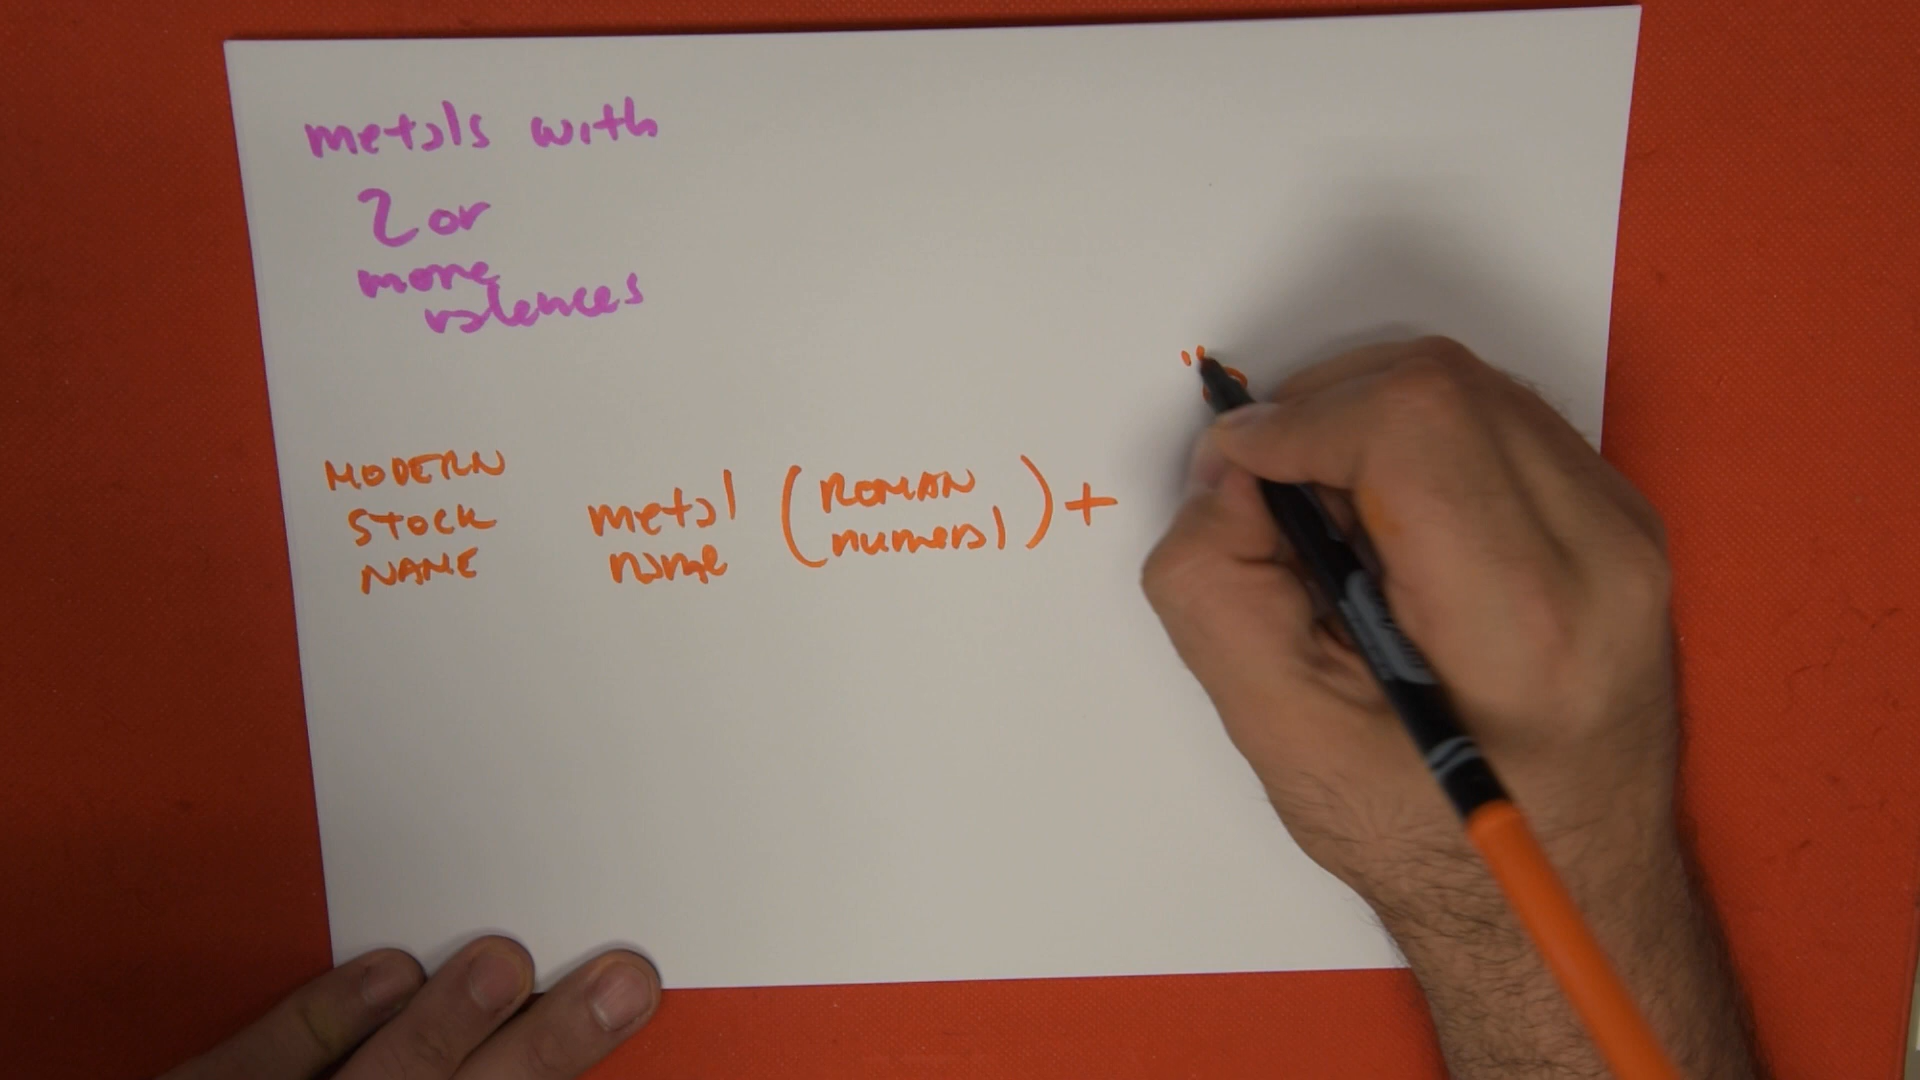 metals with
2 or
more
valences
MODERN
STOCK
NAME
metal
name
(ROMAN
numeral) +